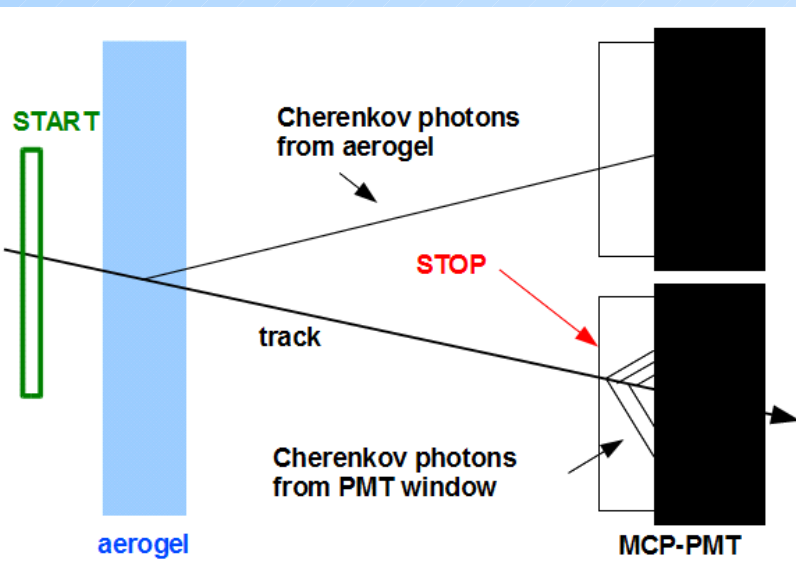 START
Cherenkov photons
from aerogel
STOP
track
Cherenkov photons
from PMT window
aerogel
MCP-PMT